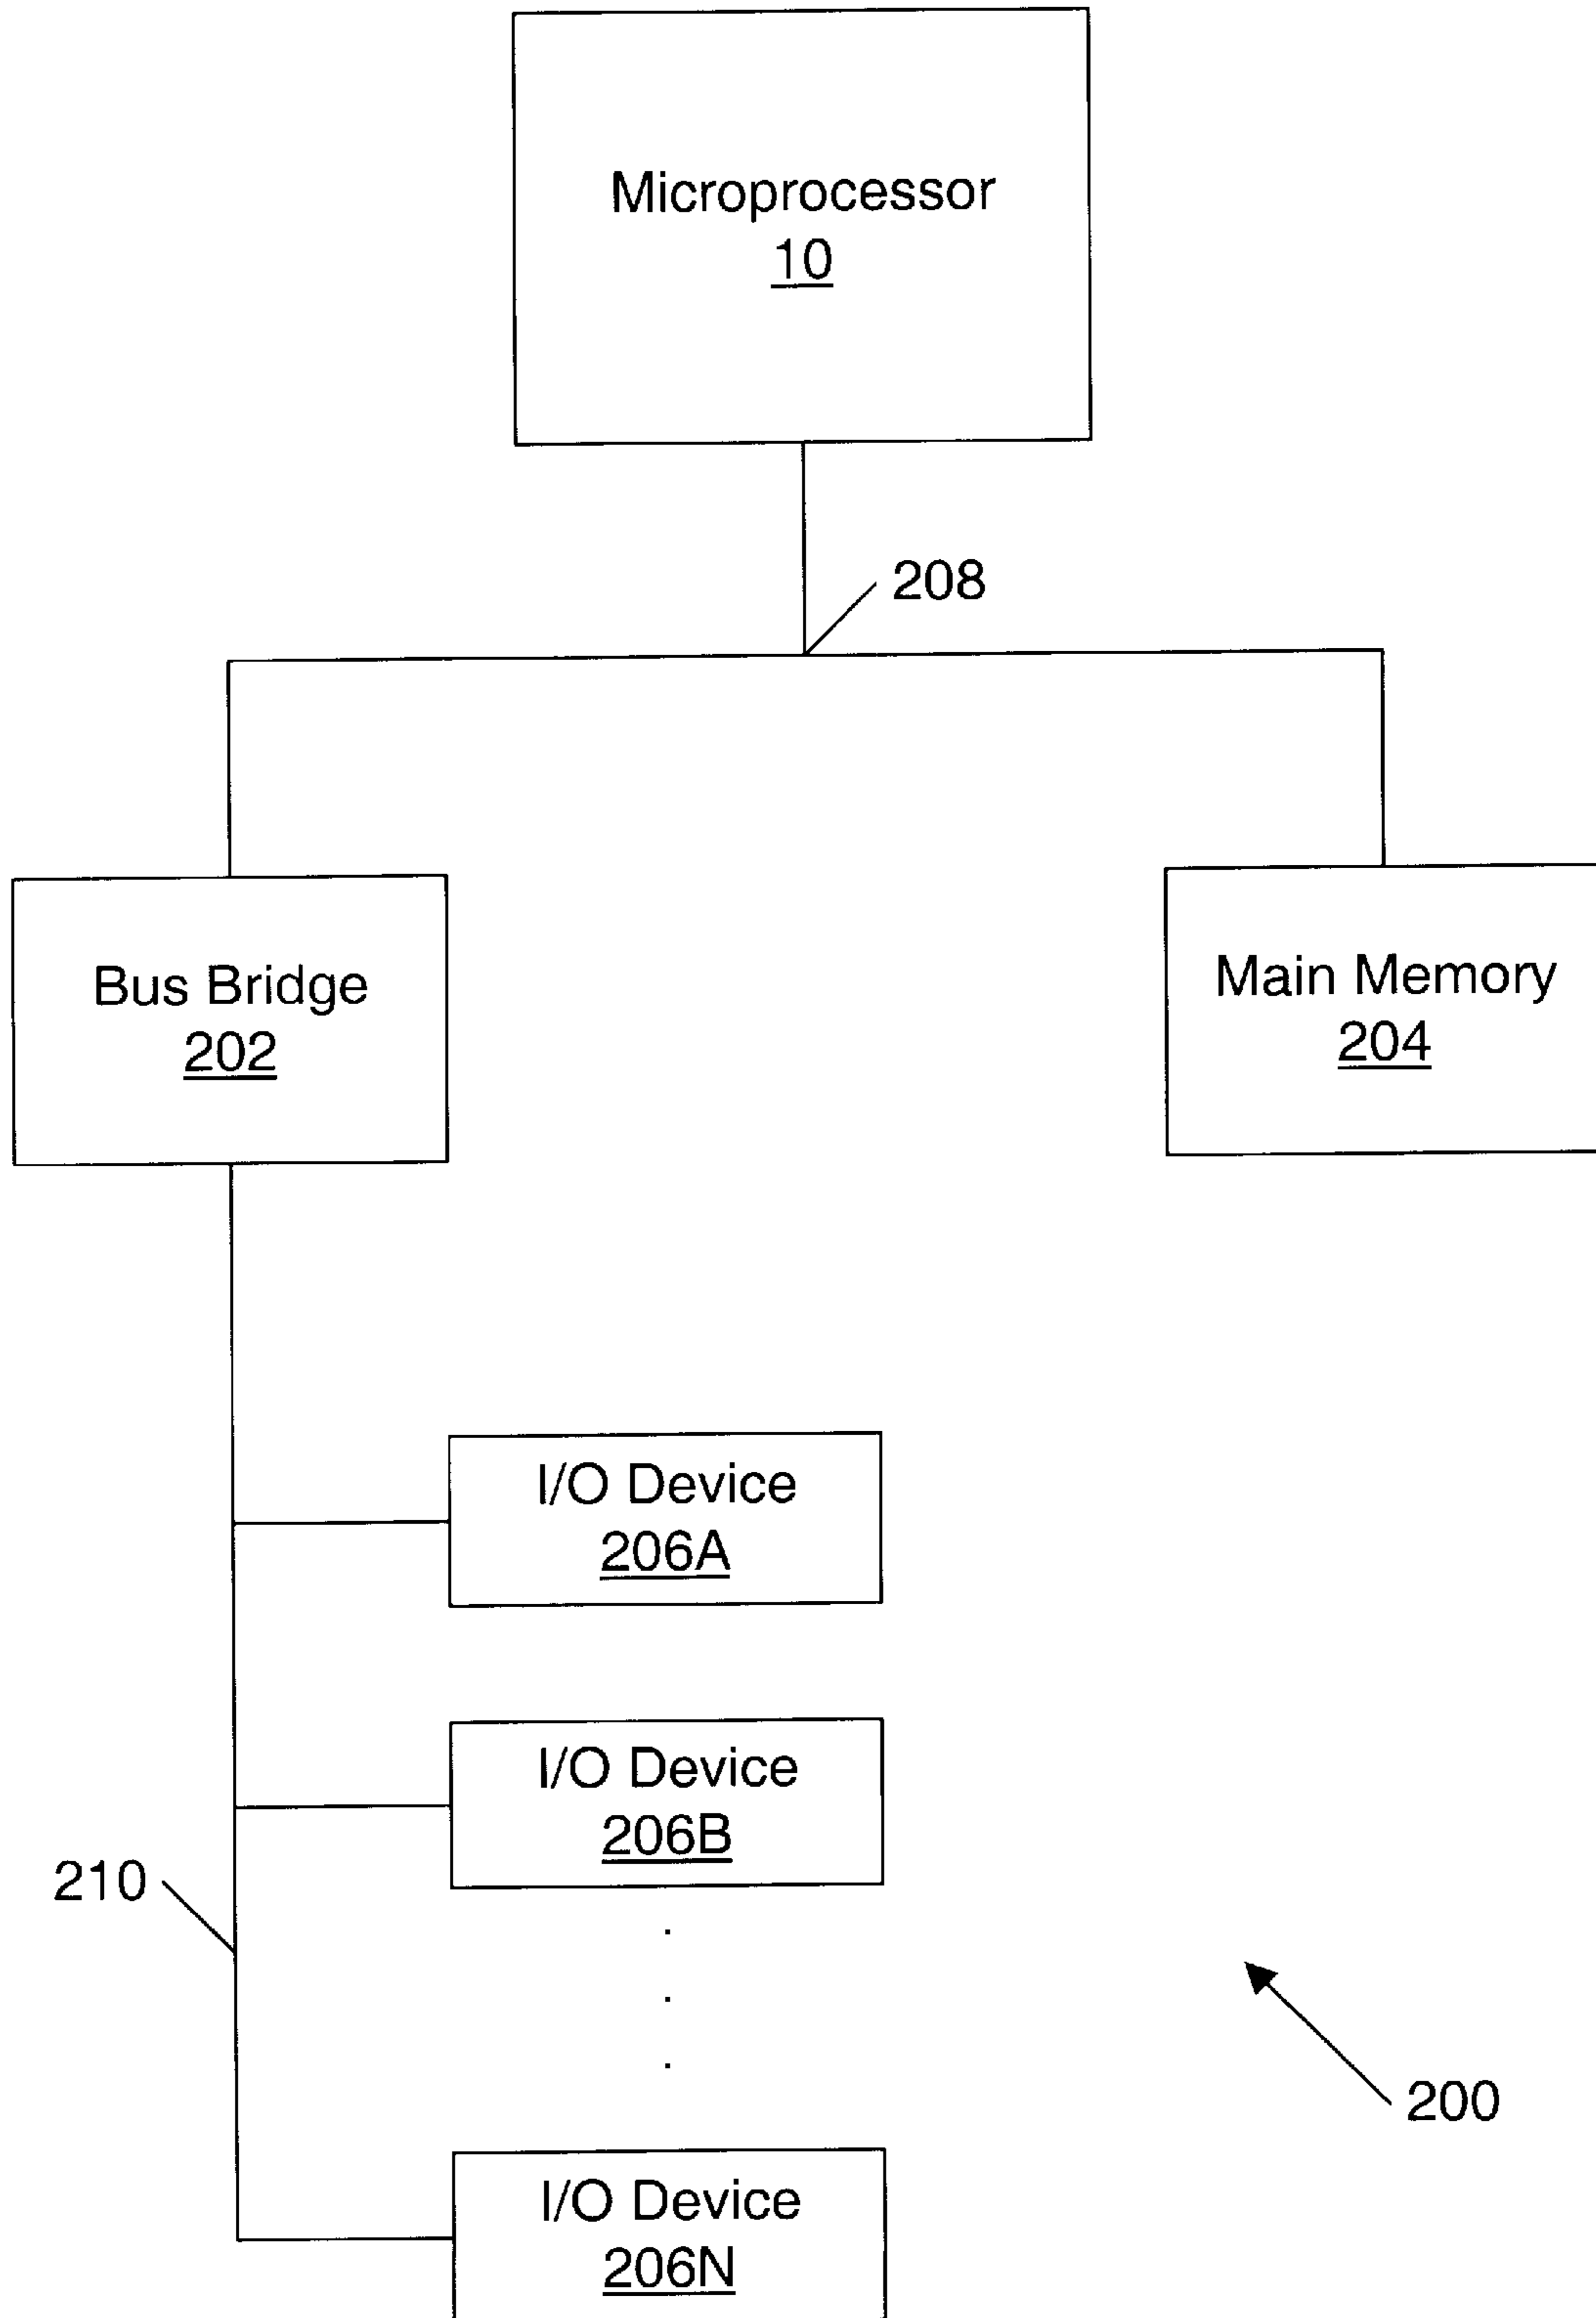 Microprocessor
10
208
Bus Bridge
202
Main Memory
204
I/O Device
206A
I/O Device
206B
210
200
I/O Device
206N